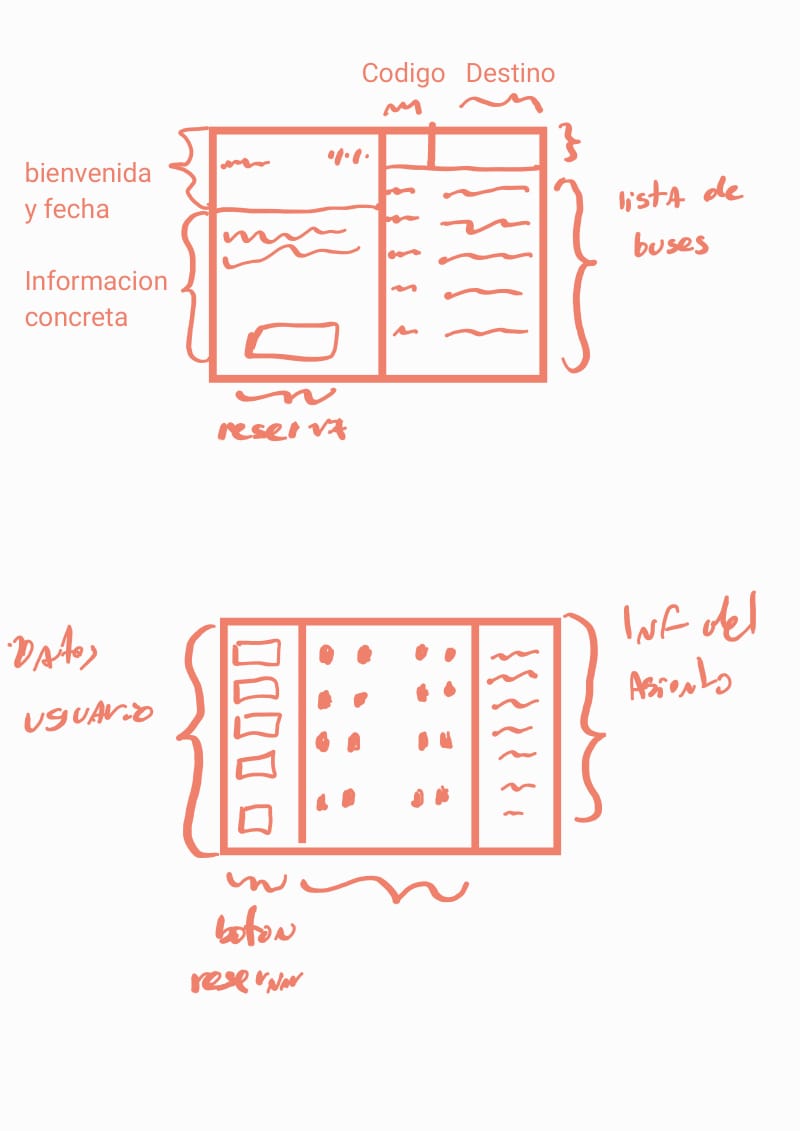 Codigo Destino
bienvenida
y fecha
lista de
buses
Informacion
concreta
reserva
Datos
usuario
Inf del
Asiento
boton
reservar